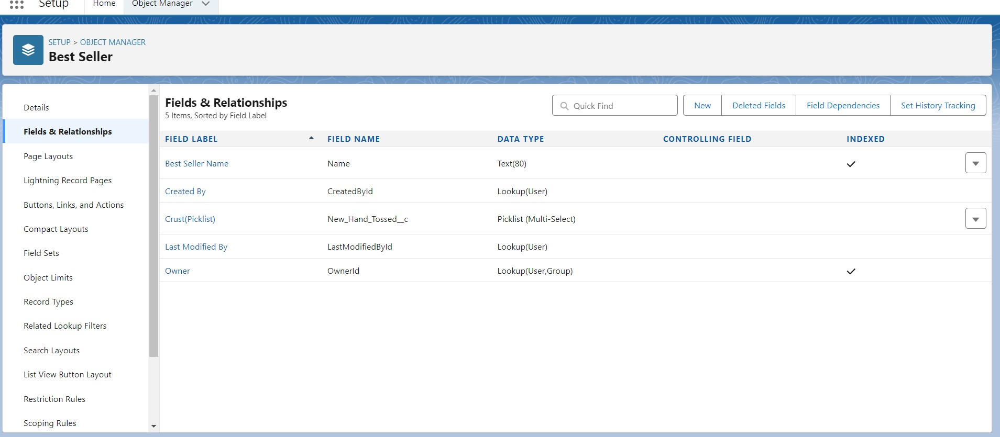 Setup Home Object Manager
SETUP > OBJECT MANAGER
Best Seller
Details
Fields & Relationships
Page Layouts
Lightning Record Pages
Buttons, Links, and Actions
Compact Layouts
Field Sets
Object Limits
Record Types
Related Lookup Filters
Search Layouts
List View Button Layout
Restriction Rules
Scoping Rules
Fields & Relationships
5 Items, Sorted by Field Label
Quick Find New Deleted Fields Field Dependencies Set History Tracking
FIELD LABEL FIELD NAME DATA TYPE CONTROLLING FIELD INDEXED
Best Seller Name Name Text(80)
Created By CreatedById Lookup(User)
Crust(Picklist) New_Hand_Tossed__c Picklist (Multi-Select)
Last Modified By LastModifiedById Lookup(User)
Owner OwnerId Lookup(User,Group)